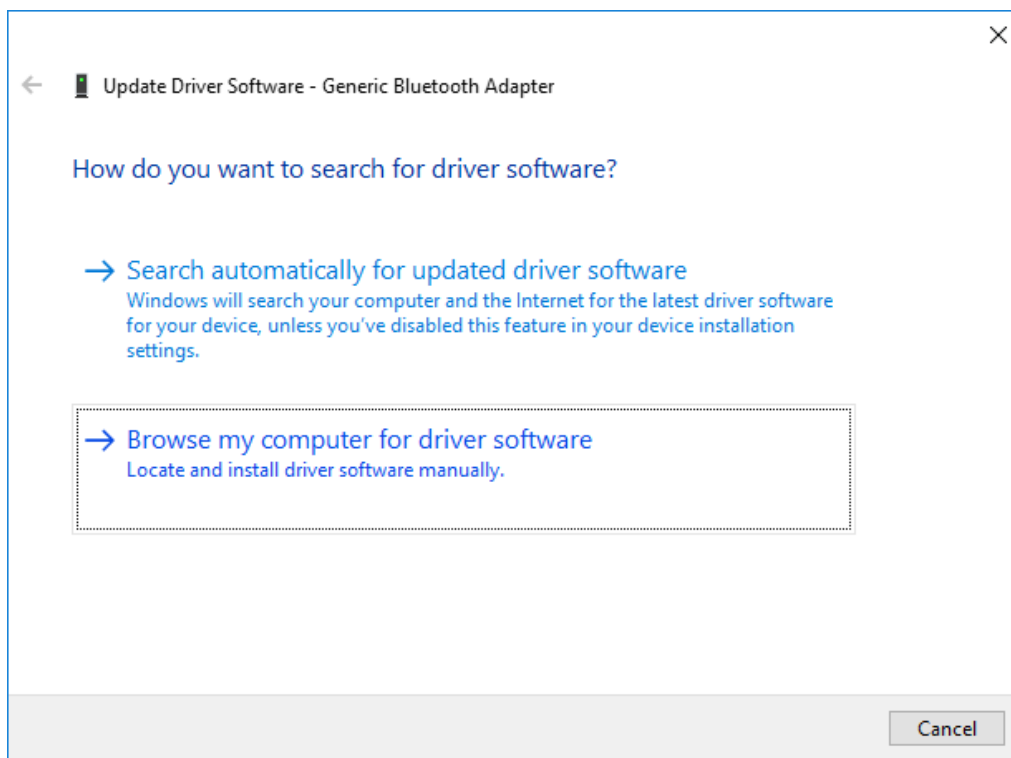 Update Driver Software - Generic Bluetooth Adapter
How do you want to search for driver software?
Search automatically for updated driver software
Windows will search your computer and the Internet for the latest driver software
for your device, unless you've disabled this feature in your device installation
settings.
Browse my computer for driver software
Locate and install driver software manually.
Cancel